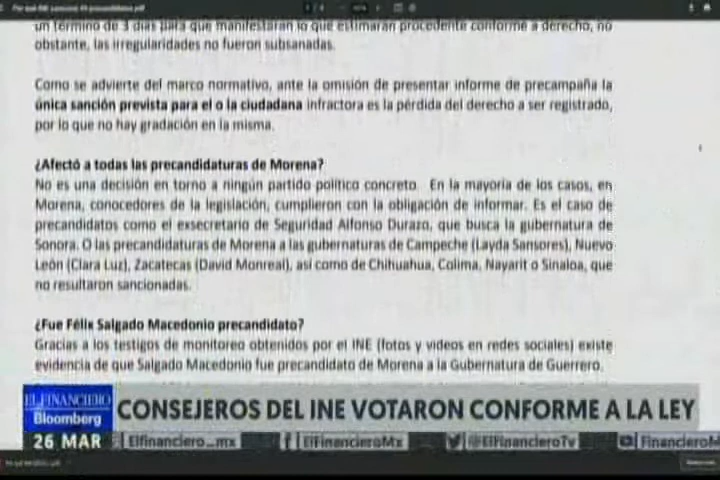 un término de 3 días para que manifestaran lo que estimaran procedente conforme a derecho, no
obstante, las irregularidades no fueron subsanadas.
Como se advierte del marco normativo, ante la omisión de presentar informe de precampaña la
única sanción prevista para el o la ciudadana infractora es la pérdida del derecho a ser registrado,
por lo que no hay gradación en la misma.
¿Afectó a todas las precandidaturas de Morena?
No es una decisión en torno a ningún partido político concreto. En la mayoría de los casos, en
Morena, conocedores de la legislación, cumplieron con la obligación de informar. Es el caso de
precandidatos como el exsecretario de Seguridad Alfonso Durazo, que busca la gubernatura de
Sonora. O las precandidaturas de Morena a las gubernaturas de Campeche (Layda Sansores), Nuevo
León (Clara Luz), Zacatecas (David Monreal), así como de Chihuahua, Colima, Nayarit o Sinaloa, que
no resultaron sancionadas.
¿Fue Félix Salgado Macedonio precandidato?
Gracias a los testigos de monitoreo obtenidos por el INE (fotos y videos en redes sociales) existe
evidencia de que Salgado Macedonio fue precandidato de Morena a la Gubernatura de Guerrero.
EL FINANCIERO
Bloomberg
CONSEJEROS DEL INE VOTARON CONFORME A LA LEY
26 MAR
Elfinanciero_mx
ElFinancieroMx
@ElFinancieroTv
FinancieroM